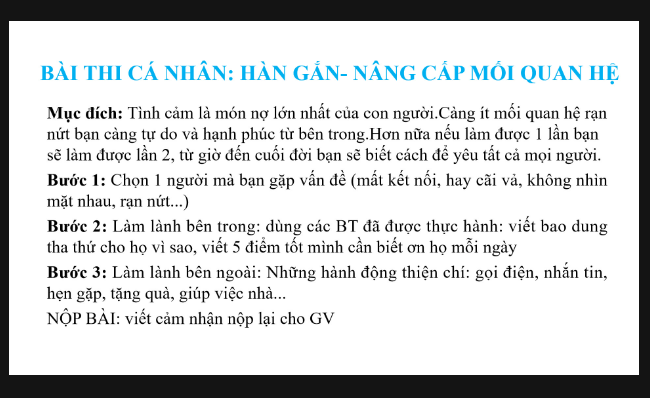 BÀI THI CÁ NHÂN: HÀN GẮN- NÂNG CẤP MỐI QUAN HỆ
Mục đích: Tình cảm là món nợ lớn nhất của con người.Càng ít mối quan hệ rạn
nứt bạn càng tự do và hạnh phúc từ bên trong.Hơn nữa nếu làm được 1 lần bạn
sẽ làm được lần 2, từ giờ đến cuối đời bạn sẽ biết cách để yêu tất cả mọi người.
Bước 1: Chọn 1 người mà bạn gặp vấn đề (mất kết nối, hay cãi vả, không nhìn
mặt nhau, rạn nứt...)
Bước 2: Làm lành bên trong: dùng các BT đã được thực hành: viết bao dung
tha thứ cho họ vì sao, viết 5 điểm tốt mình cần biết ơn họ mỗi ngày
Bước 3: Làm lành bên ngoài: Những hành động thiện chí: gọi điện, nhắn tin,
hẹn gặp, tặng quà, giúp việc nhà...
NỘP BÀI: viết cảm nhận nộp lại cho GV